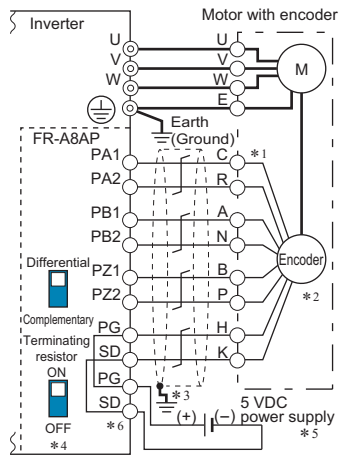 Inverter
Motor with encoder
U U
V V
W W
E
M
Earth
(Ground)
FR-A8AP
PA1 C *1
PA2 R
PB1 A
PB2 N
Differential
PZ1 B
Encoder
PZ2 P
*2
Complementary
PG H
Terminating
resistor
SD K
ON
PG
*3
SD
(+) (−)
5 VDC
power supply
OFF
*6
*5
*4